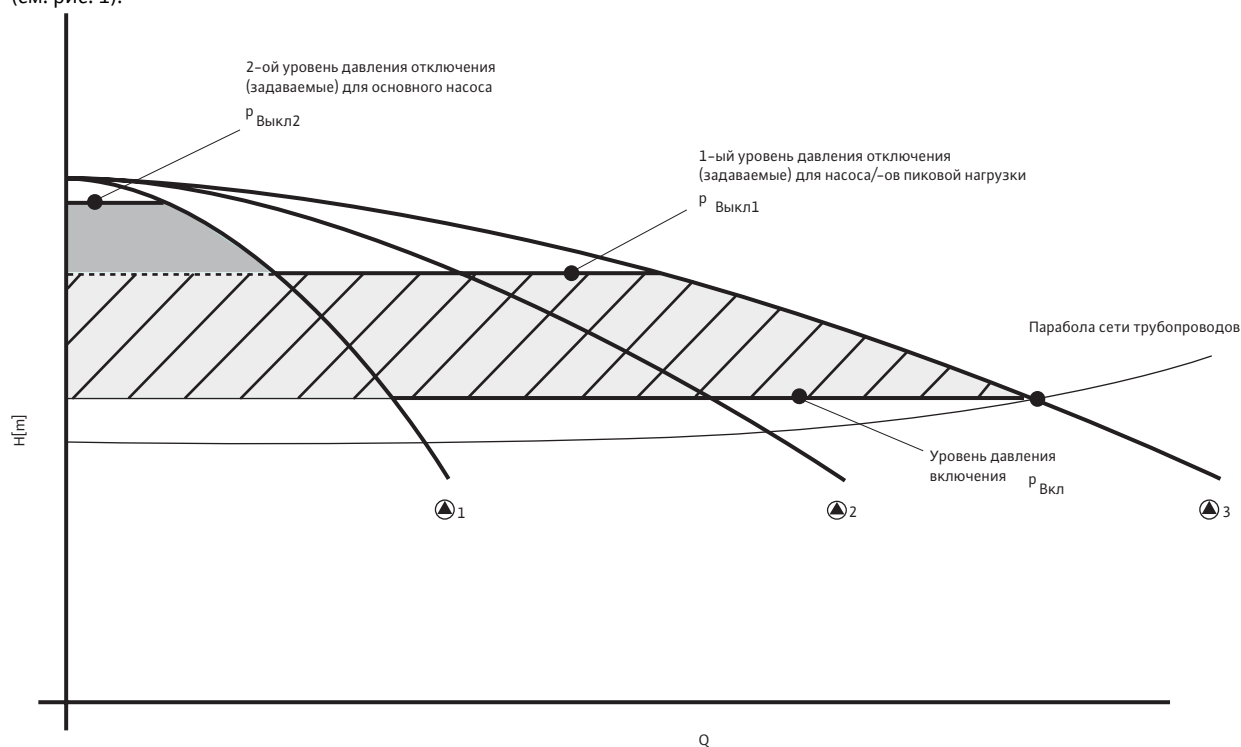 (см. рис. 1).
2-ой уровень давления отключения
(задаваемые) для основного насоса
p Выкл2
1-ый уровень давления отключения
(задаваемые) для насоса/-ов пиковой нагрузки
p Выкл1
Парабола сети трубопроводов
H[m]
Уровень давления
включения p Вкл
1
2
3
Q